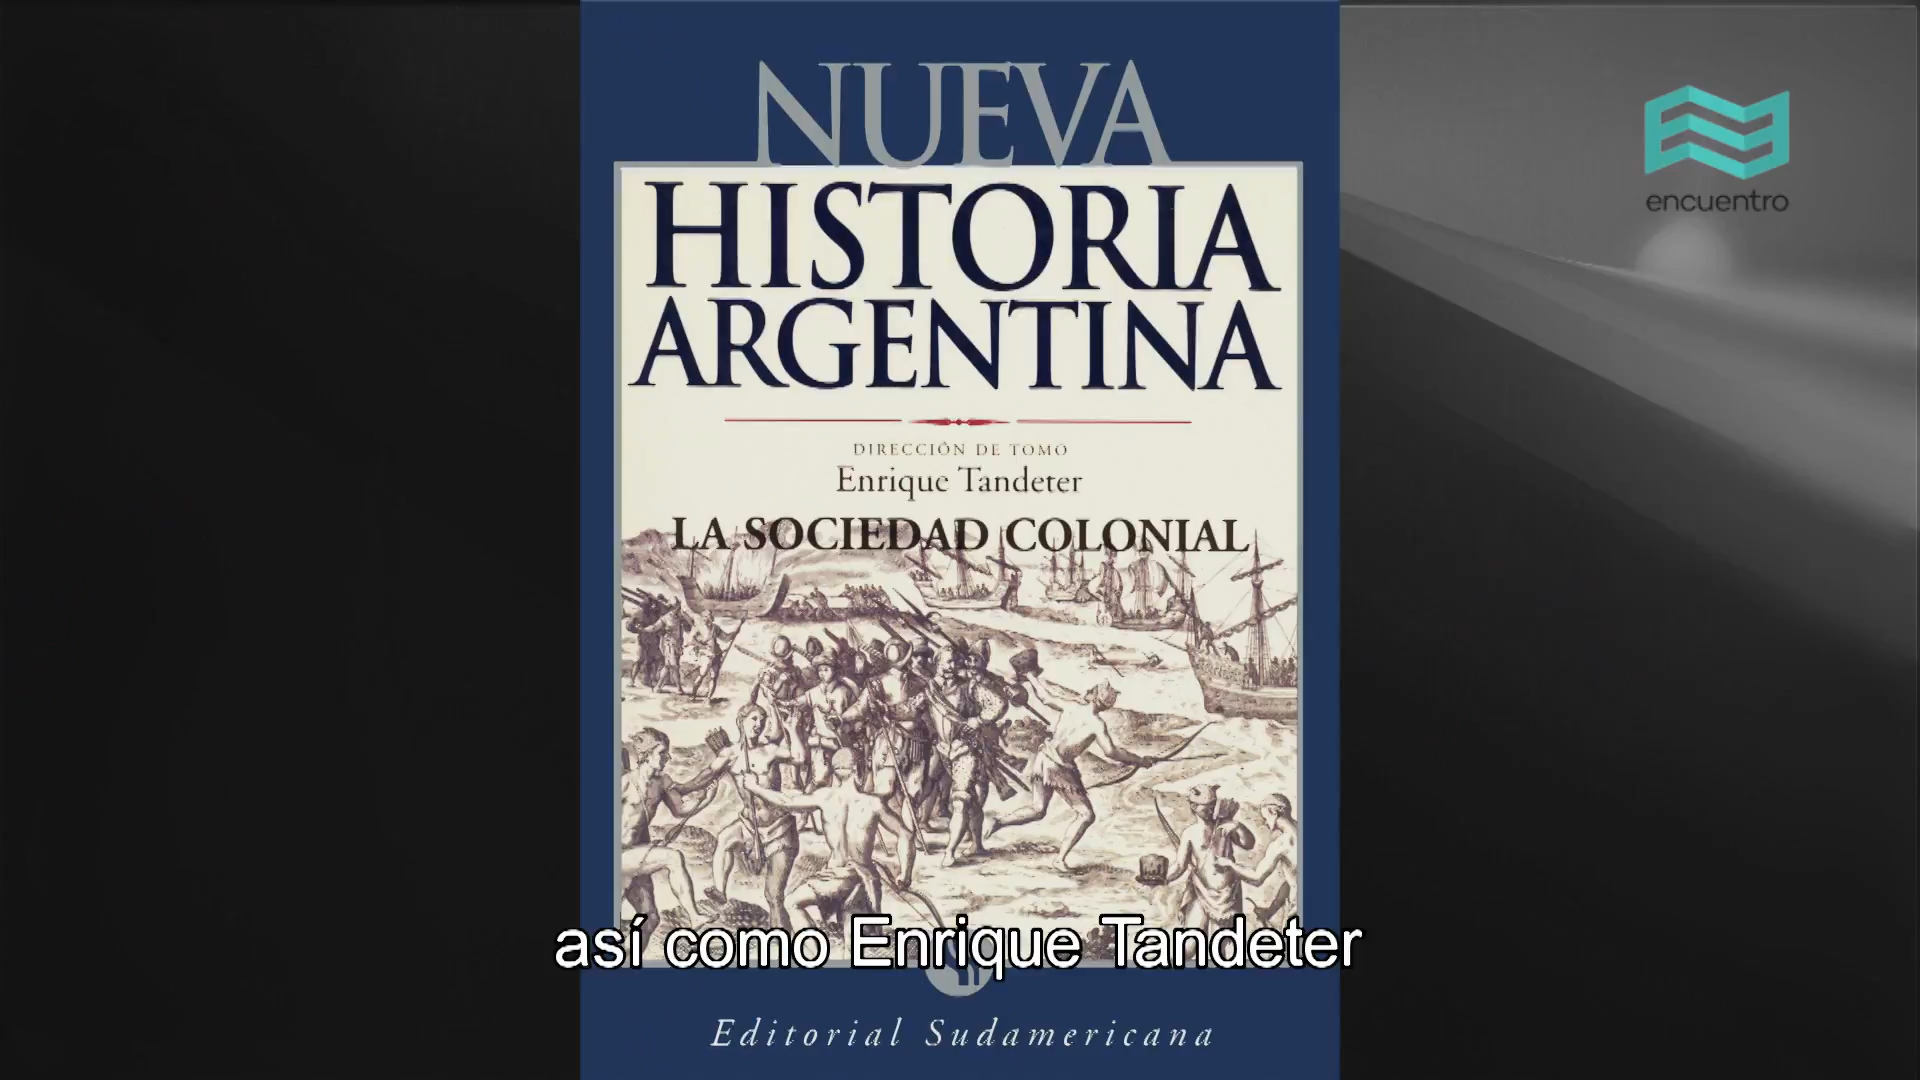 NUEVA
HISTORIA
ARGENTINA
encuentro
DIRECCIÓN DE TOMO
Enrique Tandeter
LA SOCIEDAD COLONIAL
así como Enrique Tandeter
Editorial Sudamericana